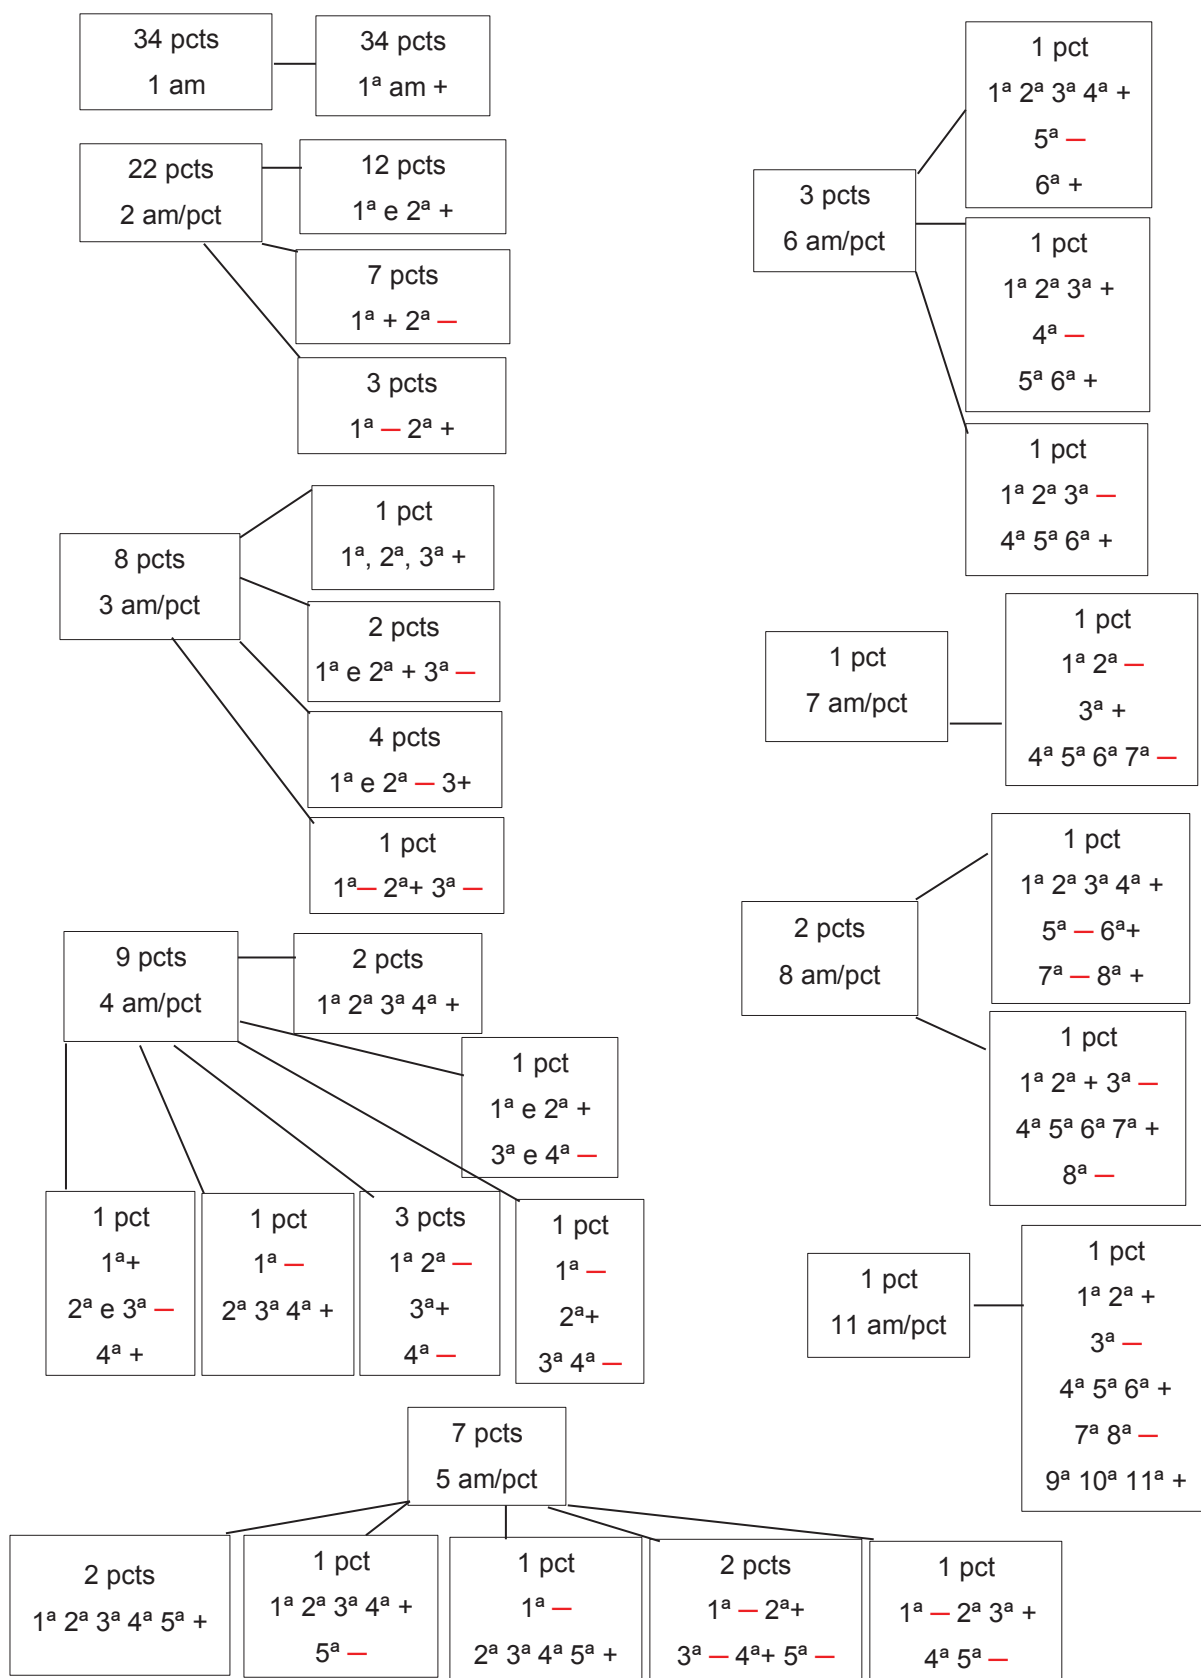 34 pcts
1 am
34 pcts
1ª am +
22 pcts
2 am/pct
12 pcts
1ª e 2ª +
7 pcts
1ª + 2ª —
3 pcts
1ª — 2ª +
8 pcts
3 am/pct
1 pct
1ª, 2ª, 3ª +
2 pcts
1ª e 2ª + 3ª —
4 pcts
1ª e 2ª — 3+
1 pct
1ª— 2ª+ 3ª —
9 pcts
4 am/pct
2 pcts
1ª 2ª 3ª 4ª +
1 pct
1ª e 2ª +
3ª e 4ª —
1 pct
1ª+
2ª e 3ª —
4ª +
1 pct
1ª —
2ª 3ª 4ª +
3 pcts
1ª 2ª —
3ª+
4ª —
1 pct
1ª —
2ª+
3ª 4ª —
7 pcts
5 am/pct
2 pcts
1ª 2ª 3ª 4ª 5ª +
1 pct
1ª 2ª 3ª 4ª +
5ª —
1 pct
1ª —
2ª 3ª 4ª 5ª +
2 pcts
1ª — 2ª+
3ª — 4ª+ 5ª —
1 pct
1ª — 2ª 3ª +
4ª 5ª —
3 pcts
6 am/pct
1 pct
1ª 2ª 3ª 4ª +
5ª —
6ª +
1 pct
1ª 2ª 3ª +
4ª —
5ª 6ª +
1 pct
1ª 2ª 3ª —
4ª 5ª 6ª +
1 pct
7 am/pct
1 pct
1ª 2ª —
3ª +
4ª 5ª 6ª 7ª —
2 pcts
8 am/pct
1 pct
1ª 2ª 3ª 4ª +
5ª — 6ª+
7ª — 8ª +
1 pct
1ª 2ª + 3ª —
4ª 5ª 6ª 7ª +
8ª —
1 pct
11 am/pct
1 pct
1ª 2ª +
3ª —
4ª 5ª 6ª +
7ª 8ª —
9ª 10ª 11ª +